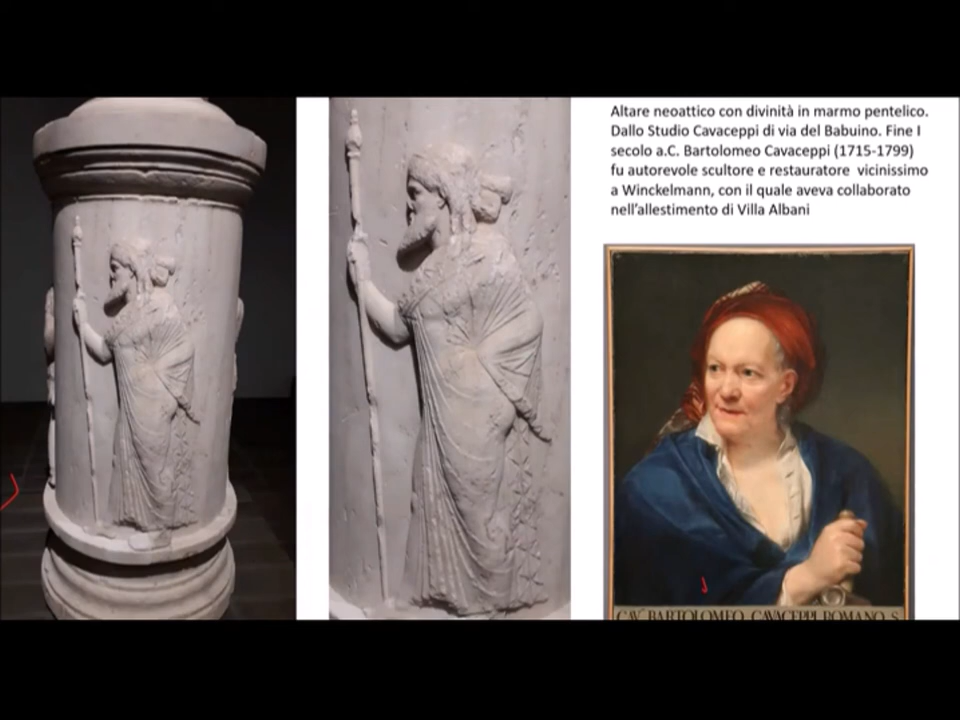 Altare neoattico con divinità in marmo pentelico.
Dallo Studio Cavaceppi di via del Babuino. Fine I
secolo a.C. Bartolomeo Cavaceppi (1715-1799)
fu autorevole scultore e restauratore vicinissimo
a Winckelmann, con il quale aveva collaborato
nell'allestimento di Villa Albani
CAV. BARTOLOMEO CAVACEPPI ROMANO S